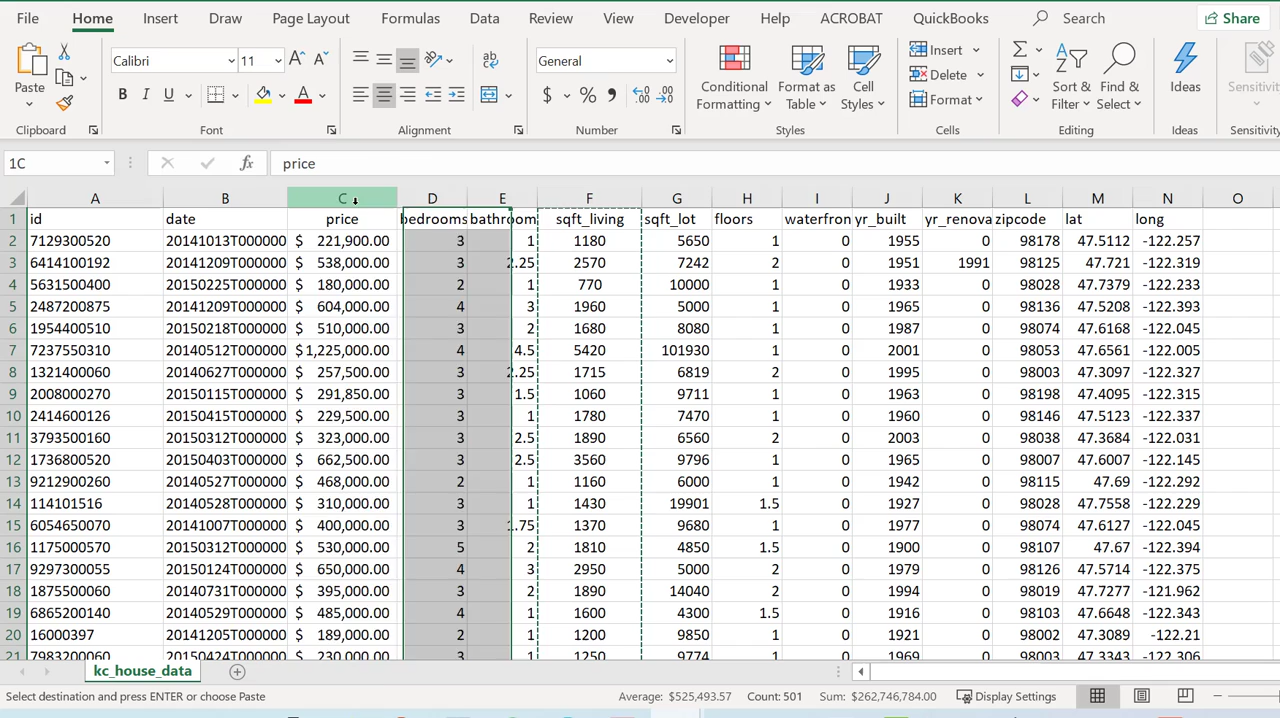 File Home Insert Draw Page Layout Formulas Data Review View Developer Help ACROBAT QuickBooks Search Share
Paste Calibri 11 B I U A General $ % Conditional Formatting Format as Table Cell Styles Insert Delete Format Sort & Filter Find & Select Ideas Sensitivity
Clipboard Font Alignment Number Styles Cells Editing Ideas Sensitivity
1C fx price
A B C D E F G H I J K L M N O
1 id date price bedrooms bathroom sqft_living sqft_lot floors waterfron yr_built yr_renova zipcode lat long
2 7129300520 20141013T000000 $ 221,900.00 3 1 1180 5650 1 0 1955 0 98178 47.5112 -122.257
3 6414100192 20141209T000000 $ 538,000.00 3 2.25 2570 7242 2 0 1951 1991 98125 47.721 -122.319
4 5631500400 20150225T000000 $ 180,000.00 2 1 770 10000 1 0 1933 0 98028 47.7379 -122.233
5 2487200875 20141209T000000 $ 604,000.00 4 3 1960 5000 1 0 1965 0 98136 47.5208 -122.393
6 1954400510 20150218T000000 $ 510,000.00 3 2 1680 8080 1 0 1987 0 98074 47.6168 -122.045
7 7237550310 20140512T000000 $1,225,000.00 4 4.5 5420 101930 1 0 2001 0 98053 47.6561 -122.005
8 1321400060 20140627T000000 $ 257,500.00 3 2.25 1715 6819 2 0 1995 0 98003 47.3097 -122.327
9 2008000270 20150115T000000 $ 291,850.00 3 1.5 1060 9711 1 0 1963 0 98198 47.4095 -122.315
10 2414600126 20150415T000000 $ 229,500.00 3 1 1780 7470 1 0 1960 0 98146 47.5123 -122.337
11 3793500160 20150312T000000 $ 323,000.00 3 2.5 1890 6560 2 0 2003 0 98038 47.3684 -122.031
12 1736800520 20150403T000000 $ 662,500.00 3 2.5 3560 9796 1 0 1965 0 98007 47.6007 -122.145
13 9212900260 20140527T000000 $ 468,000.00 2 1 1160 6000 1 0 1942 0 98115 47.69 -122.292
14 114101516 20140528T000000 $ 310,000.00 3 1 1430 19901 1.5 0 1927 0 98028 47.7558 -122.229
15 6054650070 20141007T000000 $ 400,000.00 3 1.75 1370 9680 1 0 1977 0 98074 47.6127 -122.045
16 1175000570 20150312T000000 $ 530,000.00 5 2 1810 4850 1.5 0 1900 0 98107 47.67 -122.394
17 9297300055 20150124T000000 $ 650,000.00 4 3 2950 5000 2 0 1979 0 98126 47.5714 -122.375
18 1875500060 20140731T000000 $ 395,000.00 3 2 1890 14040 2 0 1994 0 98019 47.7277 -121.962
19 6865200140 20140529T000000 $ 485,000.00 4 1 1600 4300 1.5 0 1916 0 98103 47.6648 -122.343
20 16000397 20141205T000000 $ 189,000.00 2 1 1200 9850 1 0 1921 0 98002 47.3089 -122.21
21 7983200060 20150424T000000 $ 230,000.00 3 1 1250 9774 1 0 1969 0 98003 47.3343 -122.306
kc_house_data
Select destination and press ENTER or choose Paste Average: $525,493.57 Count: 501 Sum: $262,746,784.00 Display Settings